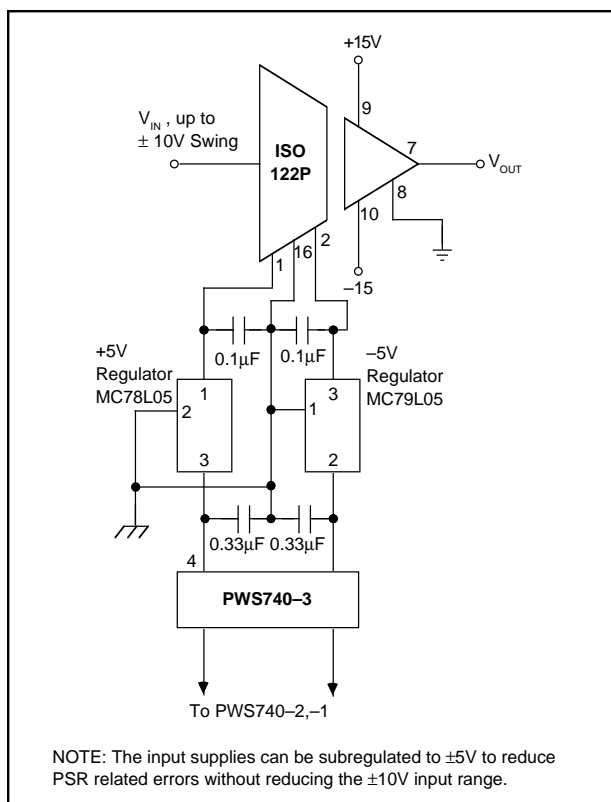 +15V
9
V_IN , up to
± 10V Swing
ISO
122P
7
V_OUT
8
10
2
16
1
–15
+5V
Regulator
MC78L05
0.1µF
0.1µF
–5V
Regulator
MC79L05
1
2
3
3
1
2
0.33µF
0.33µF
4
PWS740–3
To PWS740–2,–1
NOTE: The input supplies can be subregulated to ±5V to reduce
PSR related errors without reducing the ±10V input range.